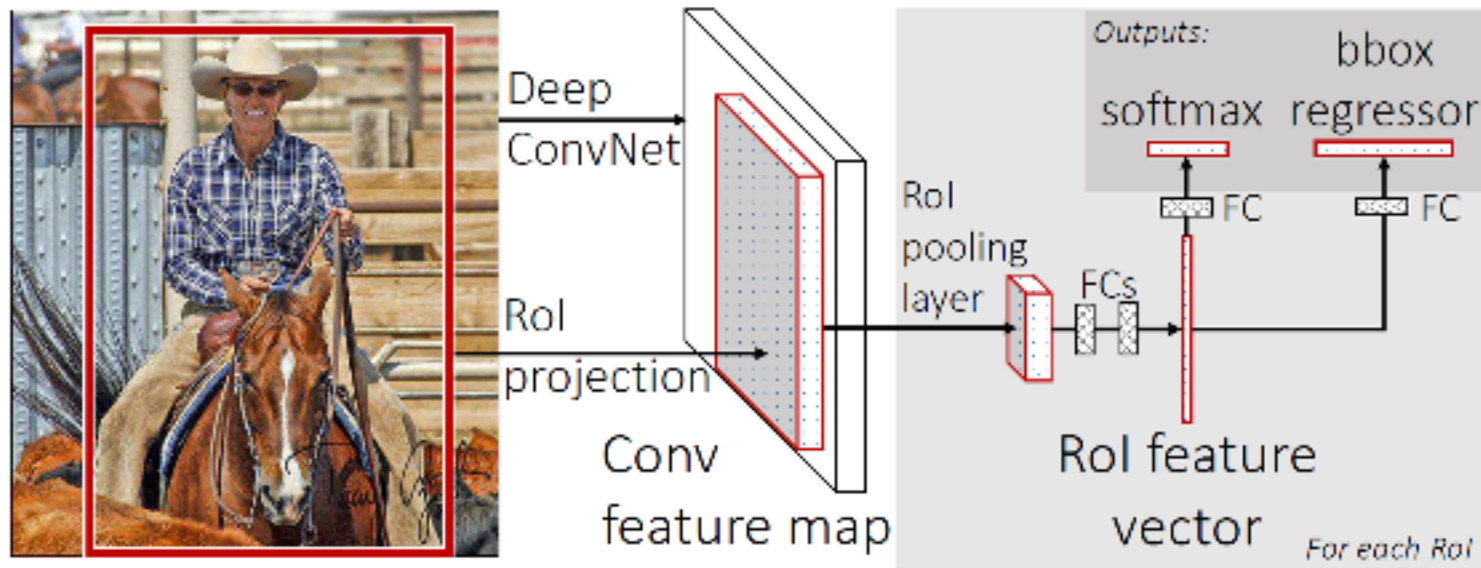 Deep
ConvNet
RoI
projection
Conv
feature map
RoI
pooling
layer
FCs
RoI feature
vector
For each RoI
Outputs:
softmax
bbox
regressor
FC
FC